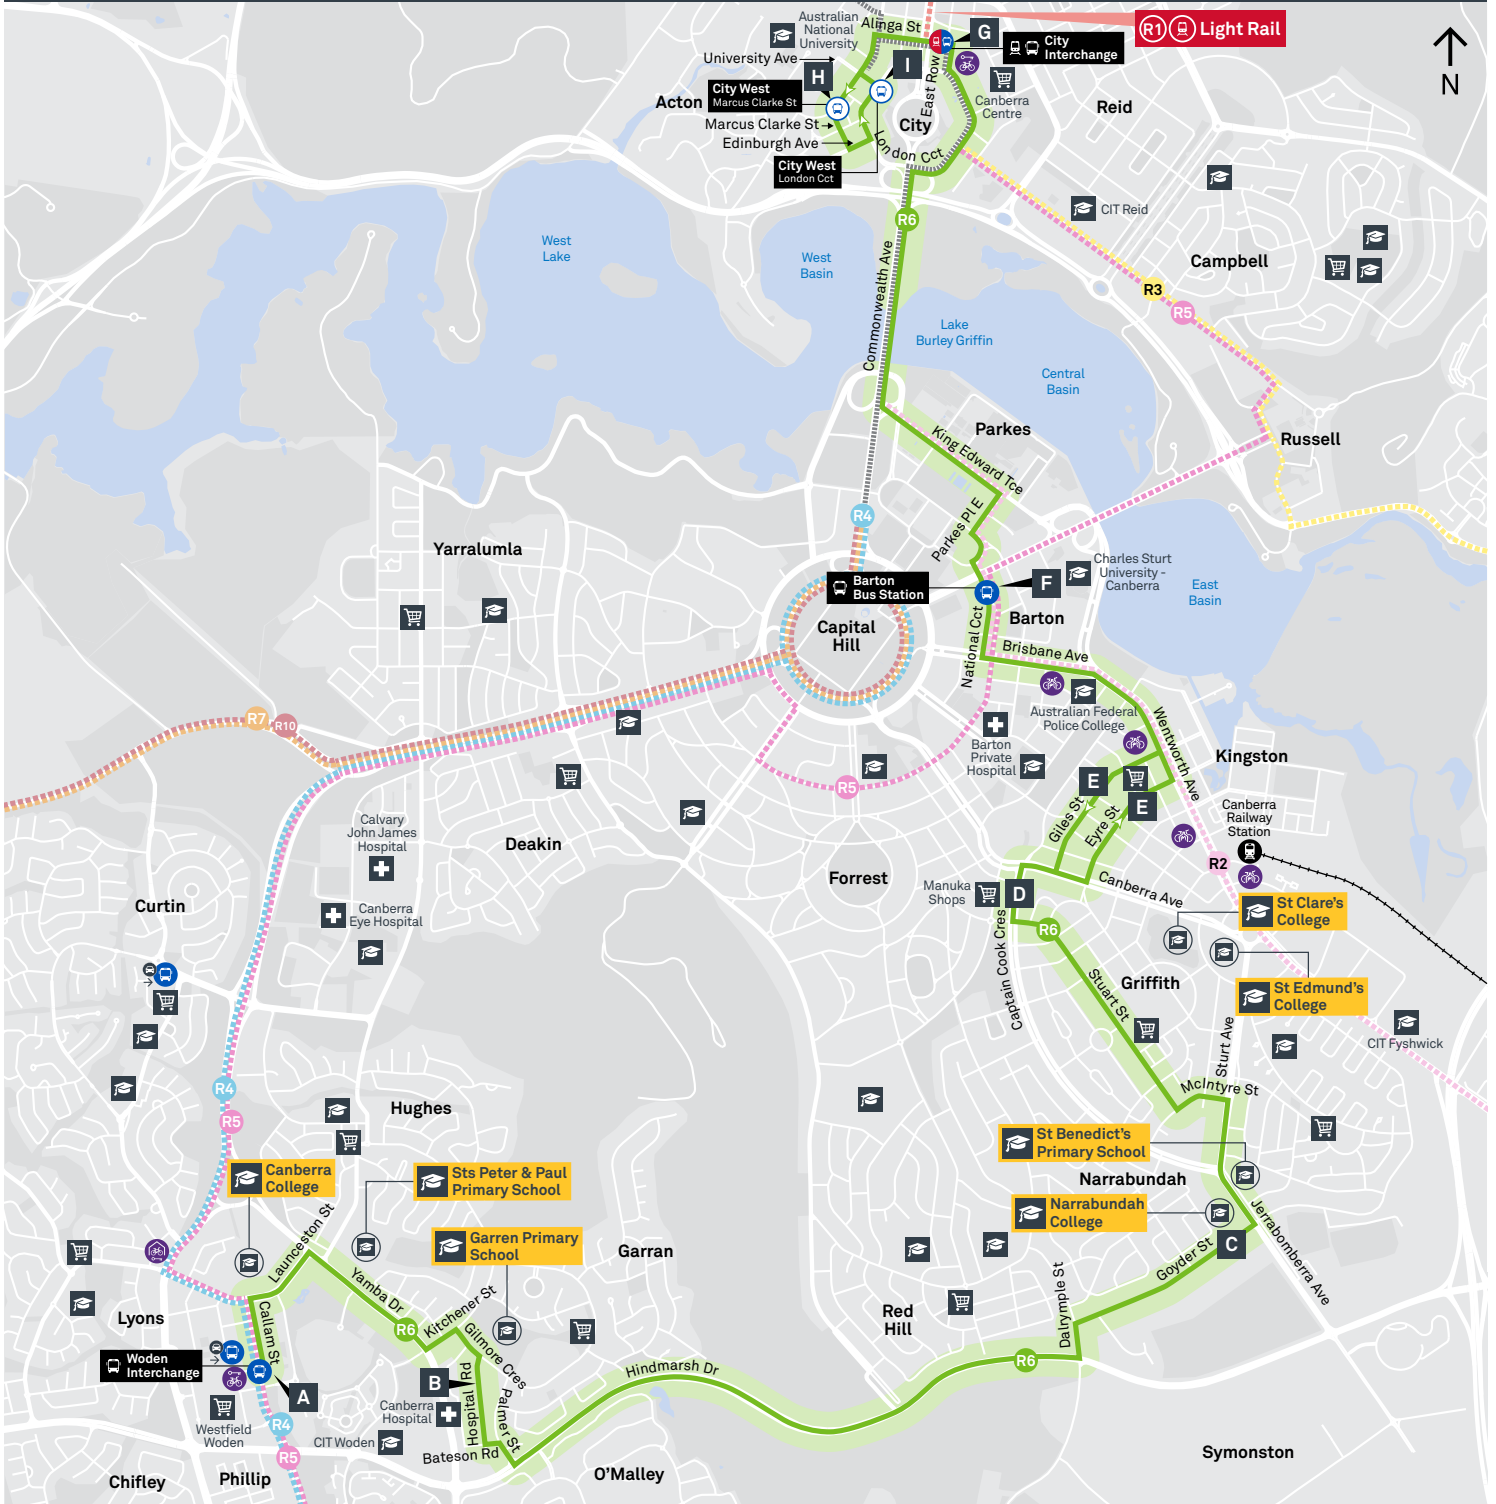 Australian
National
University
Alinga St
G
R1
Light Rail
City
Interchange
University Ave
H
I
East Row
N
City West
Marcus Clarke St
Acton
Canberra
Centre
Reid
Marcus Clarke St
City
Edinburgh Ave
London Cct
City West
London Cct
CIT Reid
R6
West
Lake
West
Basin
Commonwealth Ave
Campbell
R3
R5
Lake
Burley Griffin
Central
Basin
King Edward Tce
Parkes
Russell
R4
Parkes Pl E
Yarralumla
Barton
Bus Station
F
Charles Sturt
University -
Canberra
East
Basin
Capital
Hill
National Cct
Barton
Brisbane Ave
R7
R10
Australian Federal
Police College
Wentworth Ave
Barton
Private
Hospital
Kingston
R5
E
E
Giles St
Eyre St
Canberra
Railway
Station
Calvary
John James
Hospital
Deakin
R2
Forrest
Manuka
Shops
D
Canberra Ave
St Clare's
College
Curtin
Canberra
Eye Hospital
R6
Captain Cook Cres
Stuart St
Griffith
St Edmund's
College
Sturt Ave
CIT Fyshwick
R4
R5
Hughes
McIntyre St
St Benedict's
Primary School
Canberra
College
Sts Peter & Paul
Primary School
Narrabundah
Narrabundah
College
Launceston St
Garren Primary
School
Garran
C
Goyder St
Jerrabomberra Ave
Yamba Dr
Kitchener St
Dalrymple St
Lyons
Callam St
R6
Gilmore Cres
Red
Hill
Woden
Interchange
A
B
Hospital Rd
Palmer St
Hindmarsh Dr
R6
Canberra
Hospital
Westfield
Woden
R4
CIT Woden
Bateson Rd
R5
Symonston
Chifley
Phillip
O'Malley